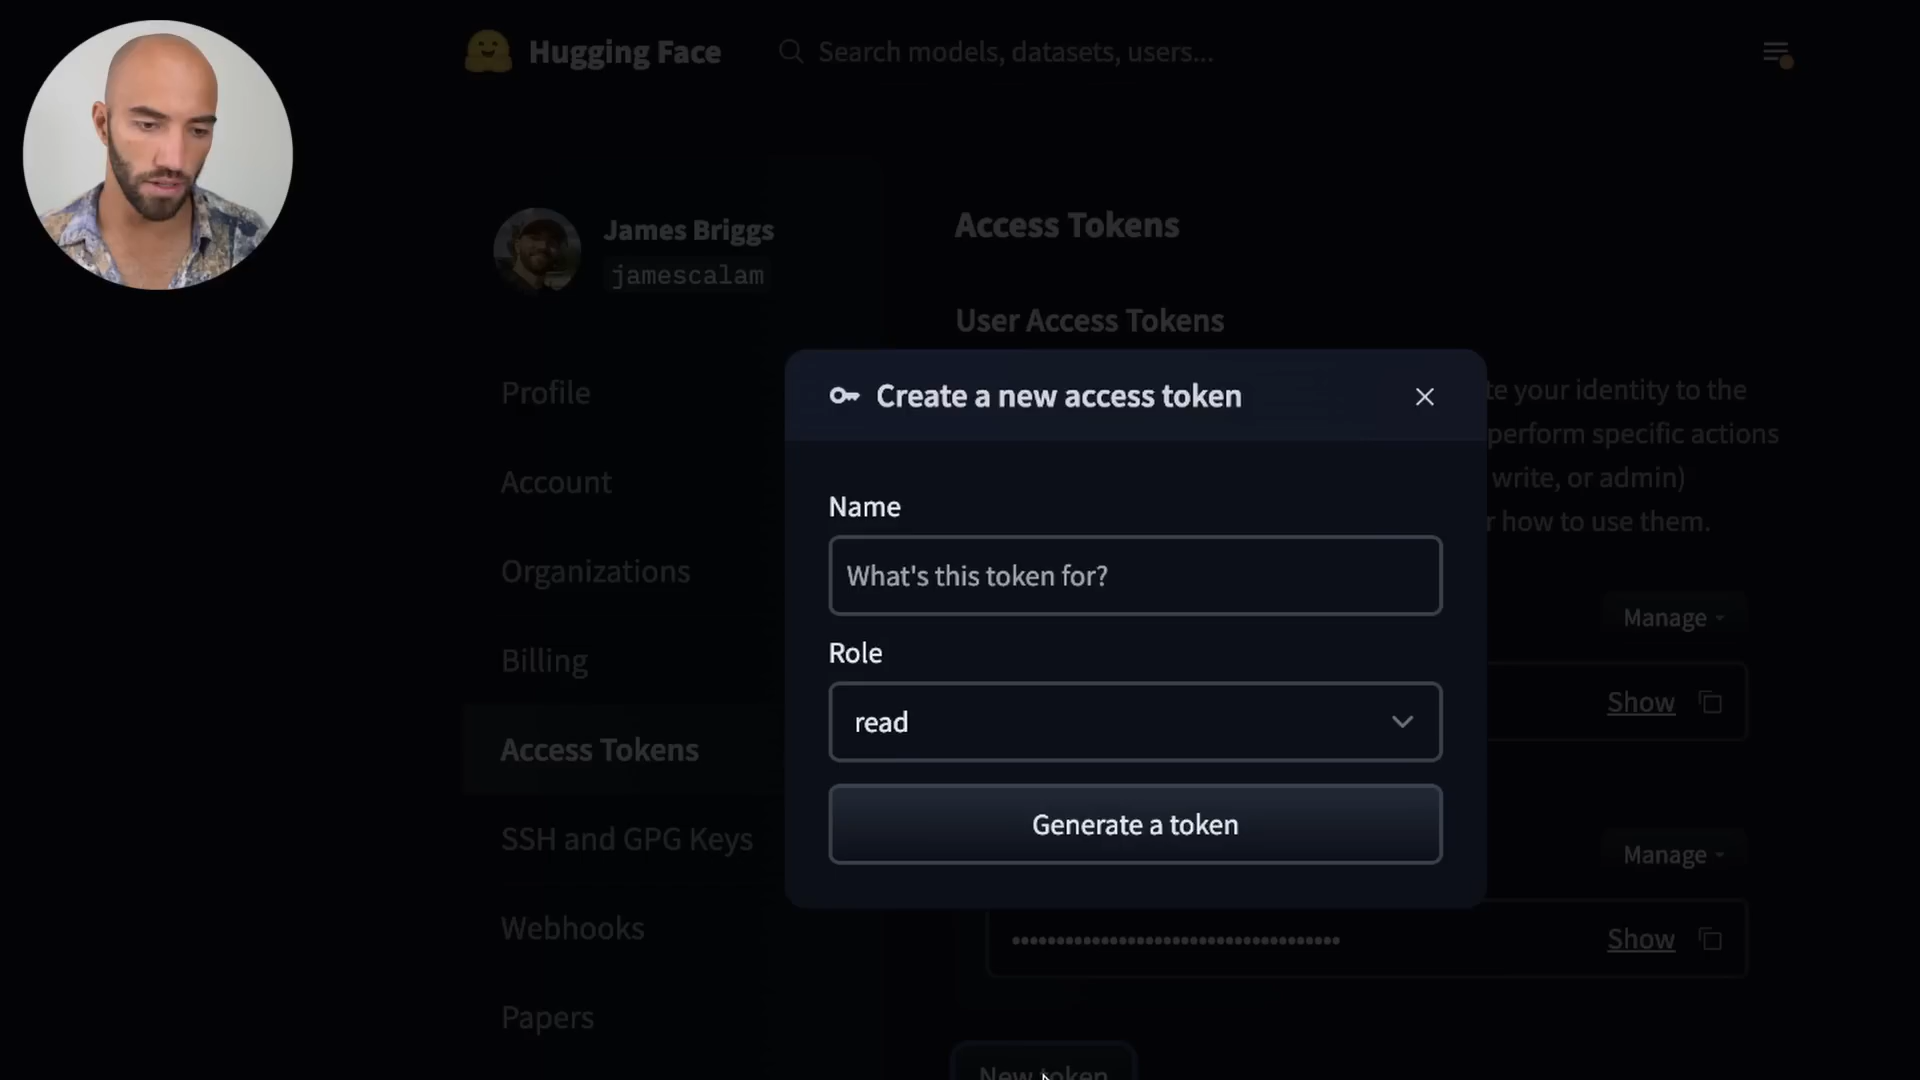 Hugging Face
Search models, datasets, users...
James Briggs
jamescalam
Profile
Account
Organizations
Billing
Access Tokens
SSH and GPG Keys
Webhooks
Papers
Access Tokens
User Access Tokens
te your identity to the
perform specific actions
write, or admin)
r how to use them.
Create a new access token
Name
What's this token for?
Role
read
Generate a token
Manage
Show
Manage
Show
New token